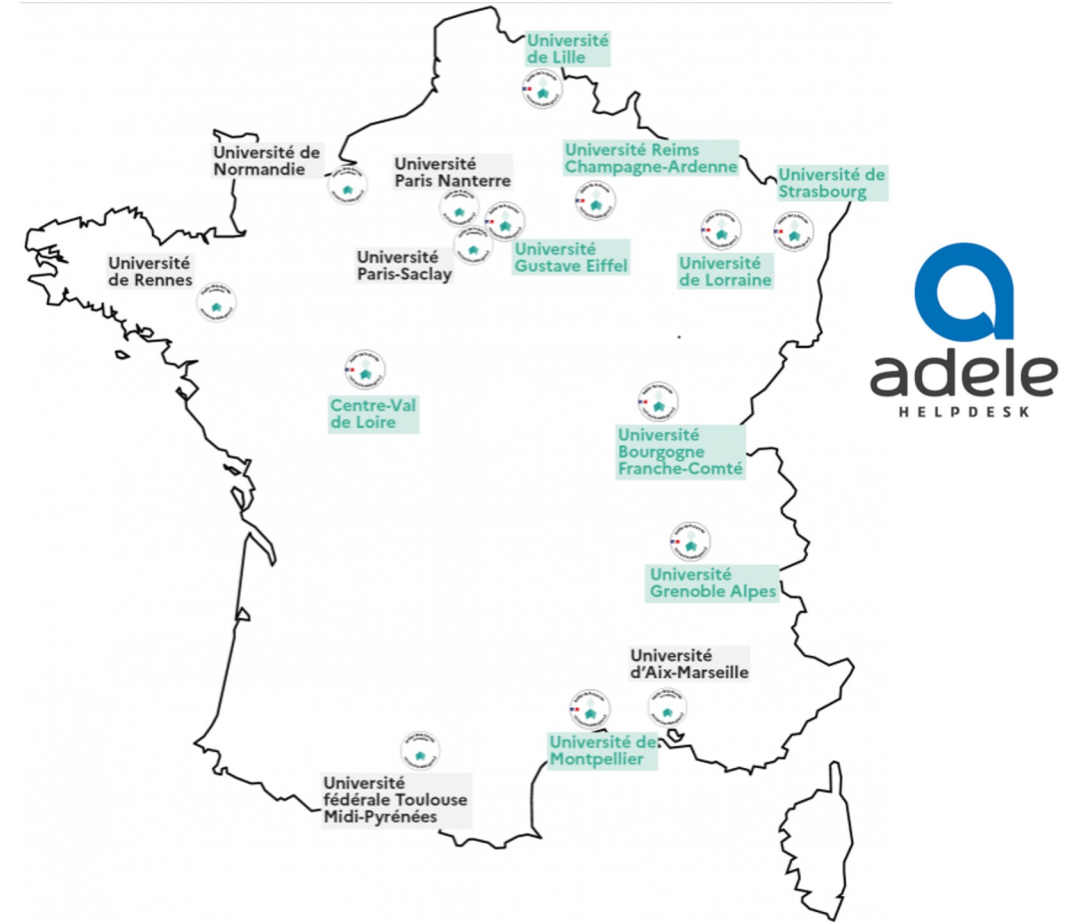 Université
de Lille
Université de
Normandie
Université
Paris Nanterre
Université Reims
Champagne-Ardenne
Université de
Strasbourg
Université
Paris-Saclay
Université
Gustave Eiffel
Université
de Lorraine
Université
de Rennes
adele
HELPDESK
Centre-Val
de Loire
Université
Bourgogne
Franche-Comté
Université
Grenoble Alpes
Université
d'Aix-Marseille
Université de
Montpellier
Université
fédérale Toulouse
Midi-Pyrénées